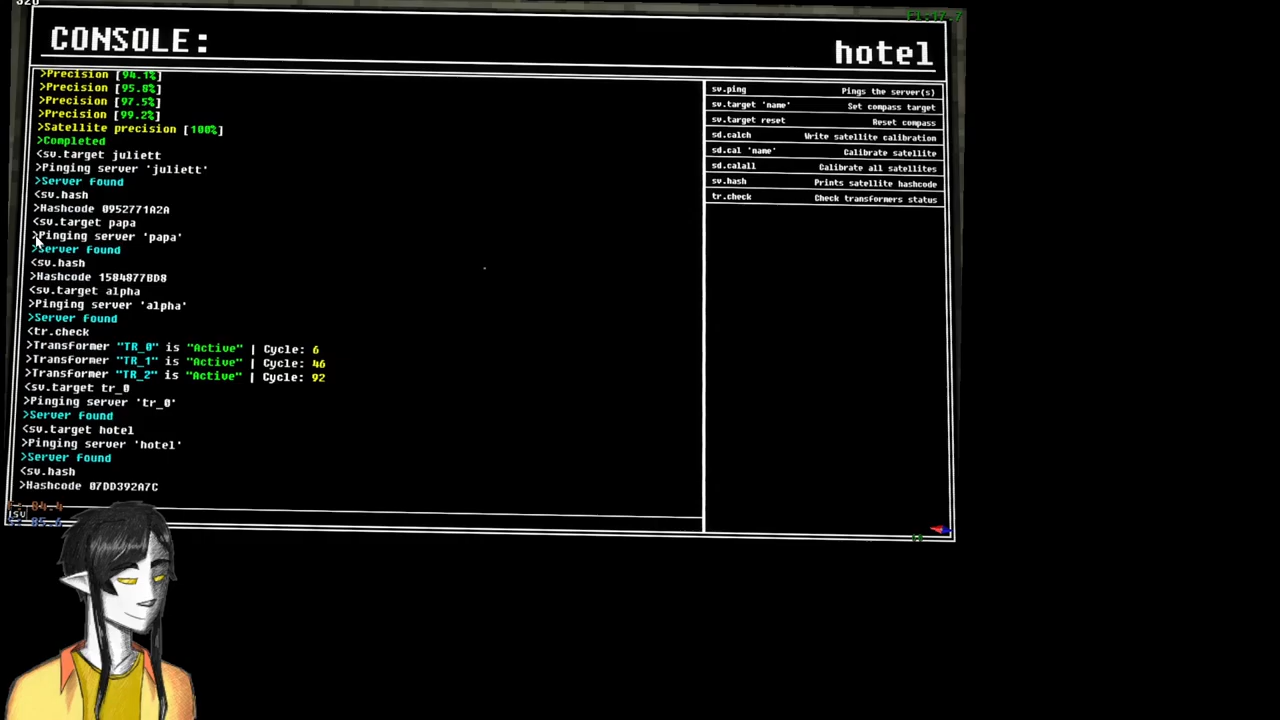 CONSOLE:
hotel
>Precision [94.1%]
>Precision [95.8%]
>Precision [97.5%]
>Precision [99.2%]
>Satellite precision [100%]
>Completed
<sv.target juliett
>Pinging server 'juliett'
>Server found
<sv.hash
>Hashcode 0952771A2A
<sv.target papa
>Pinging server 'papa'
>Server found
<sv.hash
>Hashcode 1584877BD8
<sv.target alpha
>Pinging server 'alpha'
>Server found
<tr.check
>Transformer "TR_0" is "Active" | Cycle: 6
>Transformer "TR_1" is "Active" | Cycle: 46
>Transformer "TR_2" is "Active" | Cycle: 92
<sv.target tr_0
>Pinging server 'tr_0'
>Server found
<sv.target hotel
>Pinging server 'hotel'
>Server found
<sv.hash
>Hashcode 07DD392A7C
sv.ping Pings the server(s)
sv.target 'name' Set compass target
sv.target reset Reset compass
sd.calch Write satellite calibration
sd.cal 'name' Calibrate satellite
sd.calall Calibrate all satellites
sv.hash Prints satellite hashcode
tr.check Check transformers status